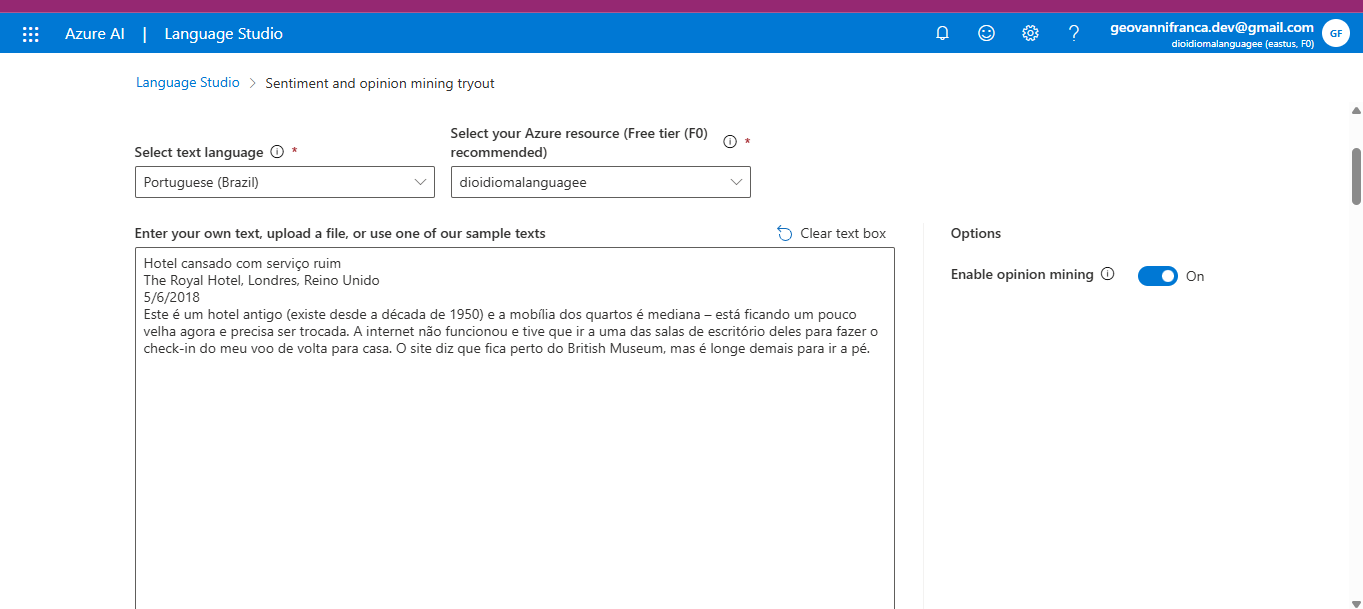 Azure AI | Language Studio
geovannifranca.dev@gmail.com
dioidiomalanguagee (eastus, F0)
GF
Language Studio > Sentiment and opinion mining tryout
Select text language *
Select your Azure resource (Free tier (F0) recommended) *
Portuguese (Brazil)
dioidiomalanguagee
Enter your own text, upload a file, or use one of our sample texts
Clear text box
Options
Enable opinion mining
On
Hotel cansado com serviço ruim
The Royal Hotel, Londres, Reino Unido
5/6/2018
Este é um hotel antigo (existe desde a década de 1950) e a mobília dos quartos é mediana – está ficando um pouco
velha agora e precisa ser trocada. A internet não funcionou e tive que ir a uma das salas de escritório deles para fazer o
check-in do meu voo de volta para casa. O site diz que fica perto do British Museum, mas é longe demais para ir a pé.